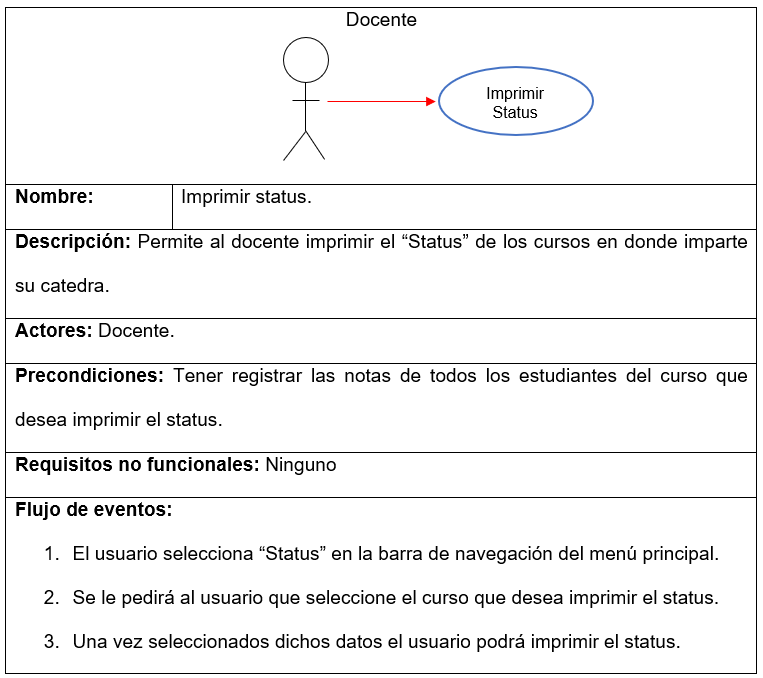 Docente
Imprimir
Status
Nombre: Imprimir status.
Descripción: Permite al docente imprimir el “Status” de los cursos en donde imparte
su catedra.
Actores: Docente.
Precondiciones: Tener registrar las notas de todos los estudiantes del curso que
desea imprimir el status.
Requisitos no funcionales: Ninguno
Flujo de eventos:
1. El usuario selecciona “Status” en la barra de navegación del menú principal.
2. Se le pedirá al usuario que seleccione el curso que desea imprimir el status.
3. Una vez seleccionados dichos datos el usuario podrá imprimir el status.